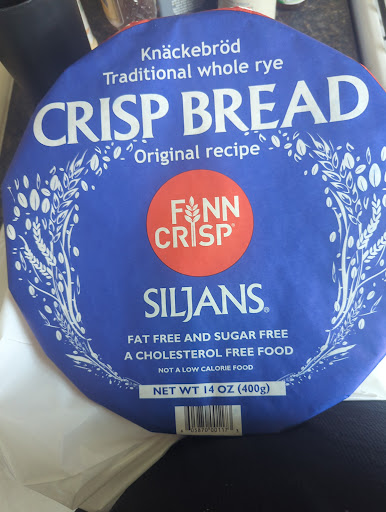 Knäckebröd
Traditional whole rye
CRISP BREAD
Original recipe
FINN
CRISP®
SILJANS®
FAT FREE AND SUGAR FREE
A CHOLESTEROL FREE FOOD
NOT A LOW CALORIE FOOD
NET WT 14 OZ (400g)